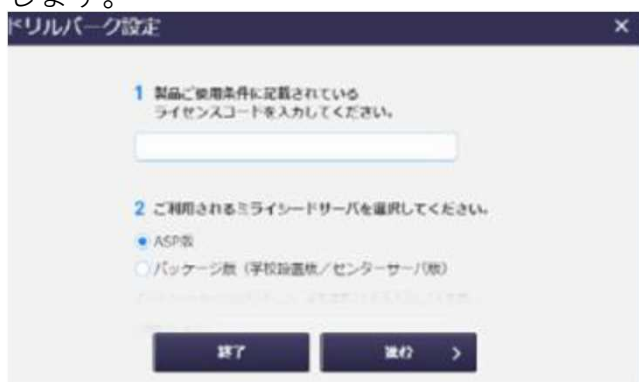 します。
ドリルパーク設定
1 製品ご使用条件に記載されている
ライセンスコードを入力してください。
2 ご利用されるミライシードサーバを選択してください。
ASP版
パッケージ版（学校設置版／センターサーバ版）
終了
進む